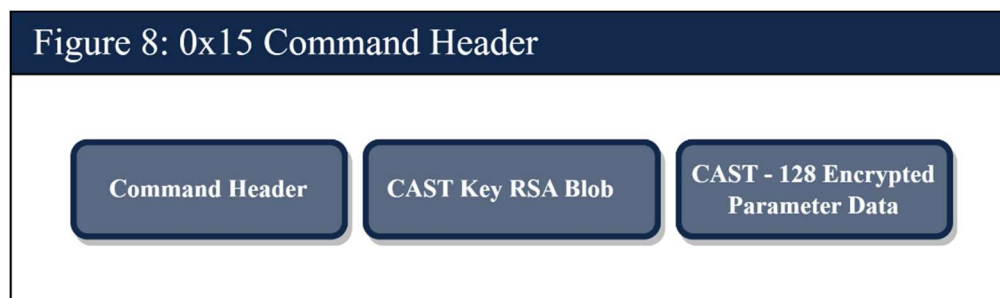 Figure 8: 0x15 Command Header
Command Header
CAST Key RSA Blob
CAST - 128 Encrypted
Parameter Data